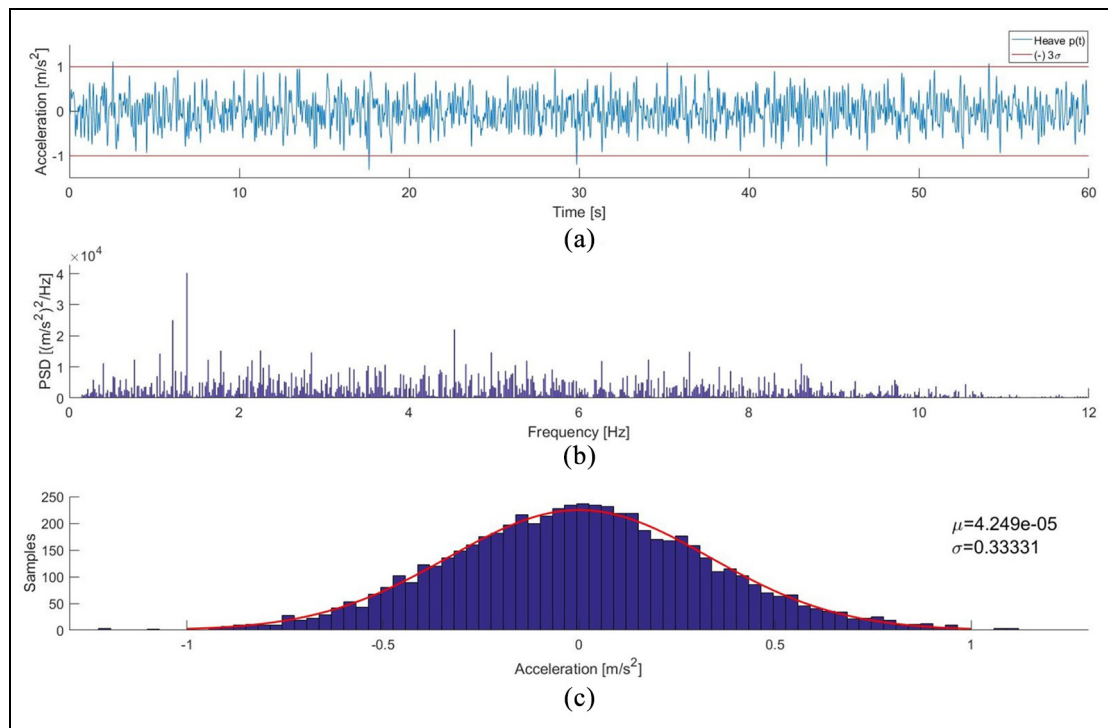 Heave p(t)
(-) 3σ
Acceleration [m/s²]
1
0
-1
0 10 20 30 40 50 60
Time [s]
(a)
×10⁴
PSD [(m/s²)²/Hz]
4
3
2
1
0
0 2 4 6 8 10 12
Frequency [Hz]
(b)
Samples
250
200
150
100
50
0
μ=4.249e-05
σ=0.33331
-1 -0.5 0 0.5 1
Acceleration [m/s²]
(c)